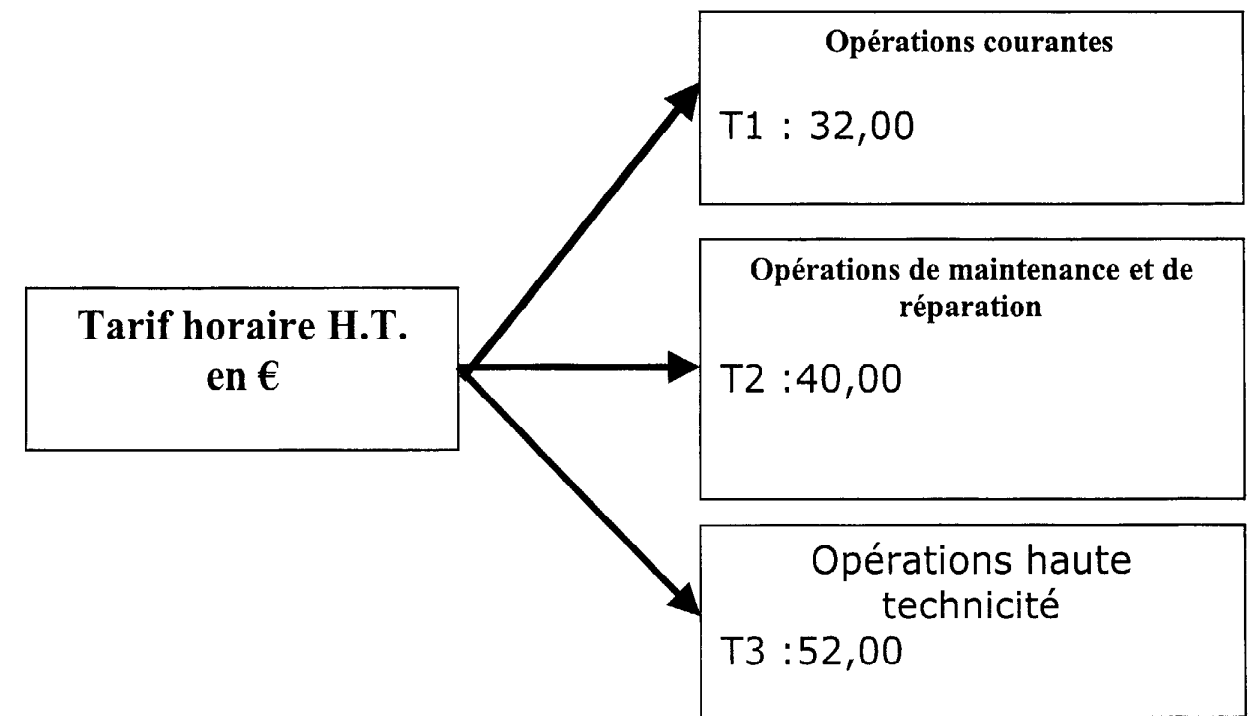 Opérations courantes
T1 : 32,00
Opérations de maintenance et de
réparation
T2 :40,00
Tarif horaire H.T.
en €
Opérations haute
technicité
T3 :52,00